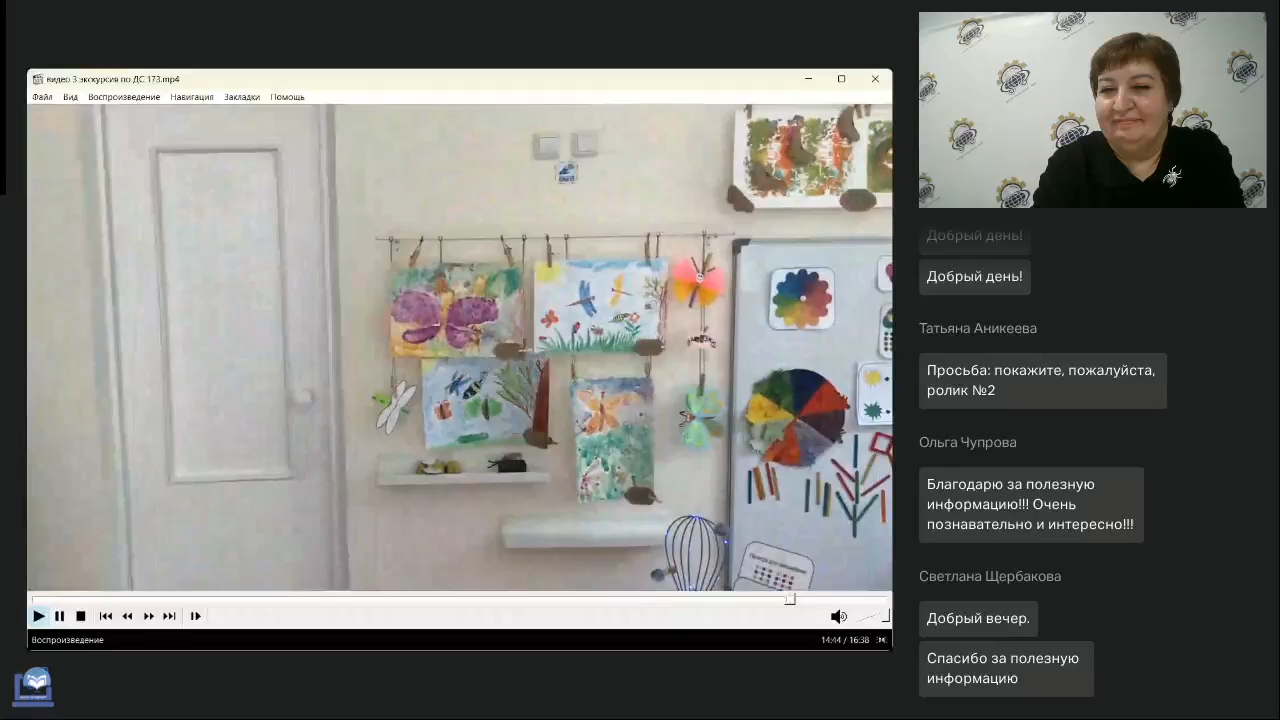 видео 3 экскурсия по ДС 173.mp4
Файл Вид Воспроизведение Навигация Закладки Помощь
Воспроизведение
14:44 / 16:38
Добрый день!
Добрый день!
Татьяна Аникеева
Просьба: покажите, пожалуйста,
ролик №2
Ольга Чупрова
Благодарю за полезную
информацию!!! Очень
познавательно и интересно!!!
Светлана Щербакова
Добрый вечер.
Спасибо за полезную
информацию